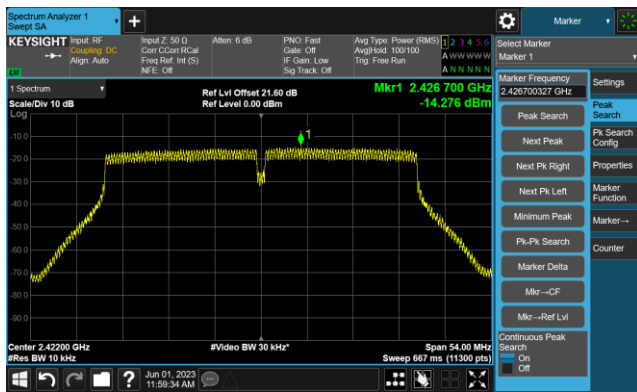 Spectrum Analyzer 1
Swept SA
Marker
KEYSIGHT
Input: RF
Coupling: DC
Align: Auto
Input Z: 50 Ω
Corr CCorr RCal
Freq Ref: Int (S)
NFE: Off
Atten: 6 dB
PNO: Fast
Gate: Off
IF Gain: Low
Sig Track: Off
Avg Type: Power (RMS)
Avg|Hold: 100/100
Trig: Free Run
1 2 3 4 5 6
A W W W W W
A N N N N N
Select Marker
Marker 1
1 Spectrum
Scale/Div 10 dB
Ref Lvl Offset 21.60 dB
Ref Level 0.00 dBm
Mkr1 2.426 700 GHz
-14.276 dBm
Log
-10.0
-20.0
-30.0
-40.0
-50.0
-60.0
-70.0
-80.0
-90.0
1
Center 2.42200 GHz
#Res BW 10 kHz
#Video BW 30 kHz*
Span 54.00 MHz
Sweep 667 ms (11300 pts)
Marker Frequency
2.426700327 GHz
Peak Search
Next Peak
Next Pk Right
Next Pk Left
Minimum Peak
Pk-Pk Search
Marker Delta
Mkr→CF
Mkr→Ref Lvl
Continuous Peak
Search
On
Off
Settings
Peak
Search
Pk Search
Config
Properties
Marker
Function
Marker→
Counter
Jun 01, 2023
11:59:34 AM